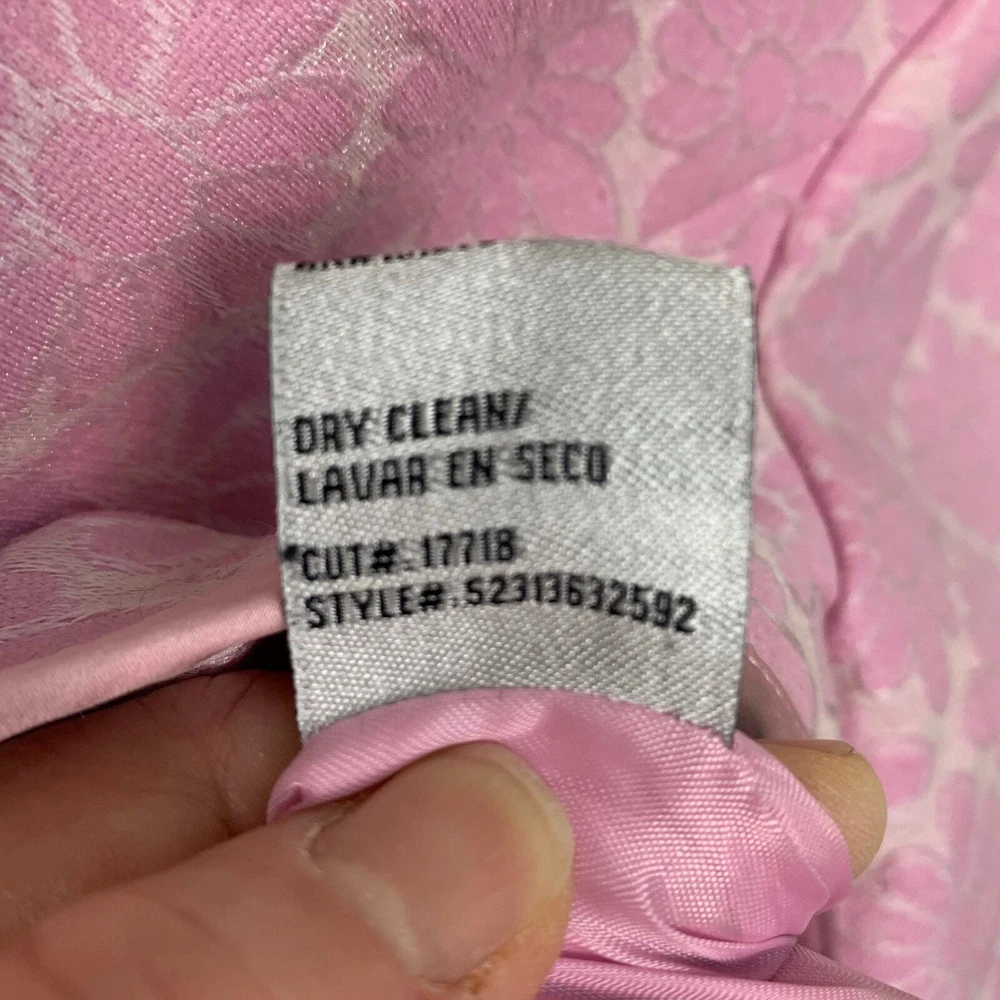 DRY CLEAN/
LAVAR EN SECO
CUT#: 17718
STYLE#: 52313632592